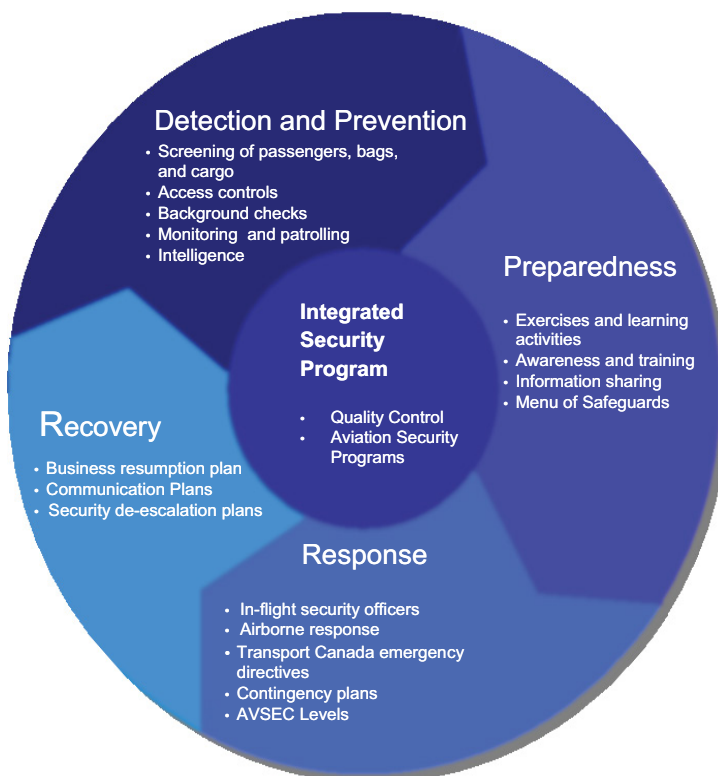 Detection and Prevention
• Screening of passengers, bags,
and cargo
• Access controls
• Background checks
• Monitoring and patrolling
• Intelligence
Preparedness
• Exercises and learning
activities
• Awareness and training
• Information sharing
• Menu of Safeguards
Integrated
Security
Program
• Quality Control
• Aviation Security
Programs
Recovery
• Business resumption plan
• Communication Plans
• Security de-escalation plans
Response
• In-flight security officers
• Airborne response
• Transport Canada emergency
directives
• Contingency plans
• AVSEC Levels